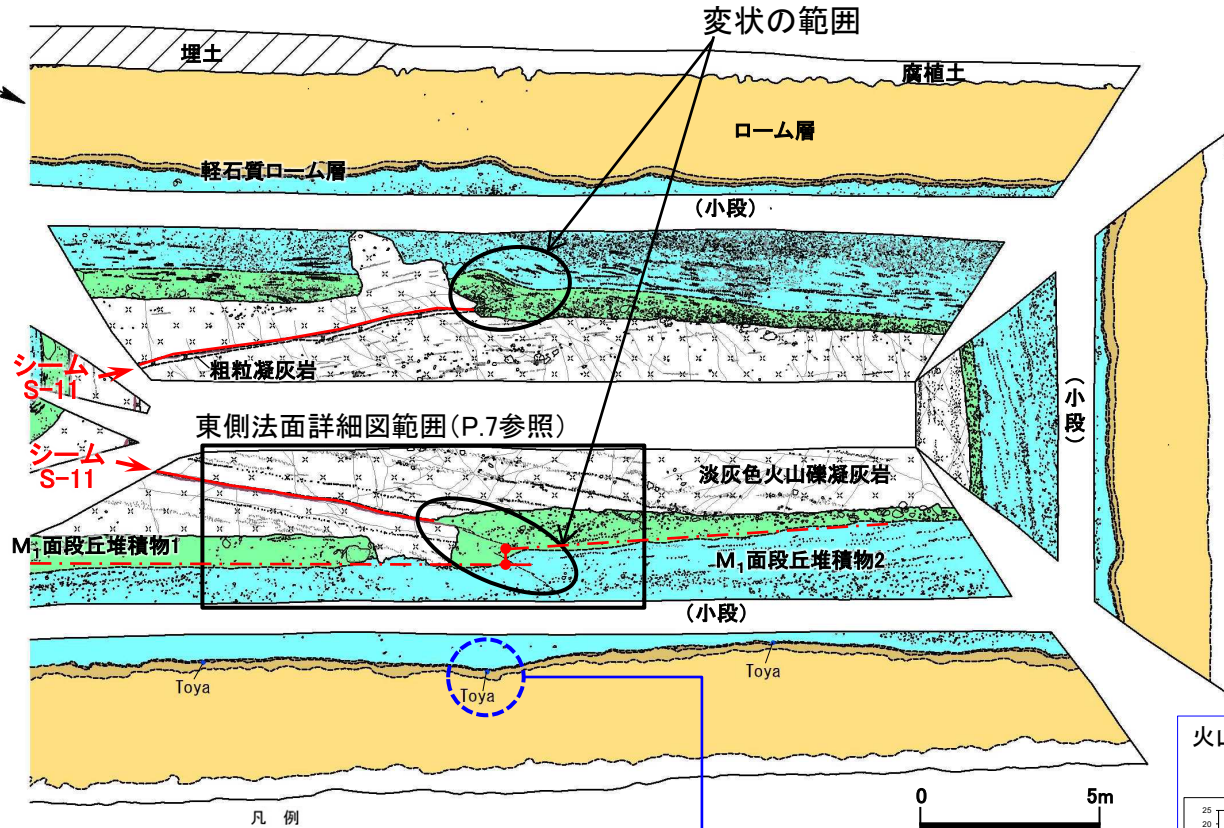 変状の範囲
埋土
腐植土
ローム層
軽石質ローム層
(小段)
シーム
S-11
粗粒凝灰岩
(小段)
東側法面詳細図範囲(P.7参照)
シーム
S-11
淡灰色火山礫凝灰岩
M₁面段丘堆積物1
M₁面段丘堆積物2
(小段)
Toya
Toya
Toya
火山
0 5m
凡 例
25
20